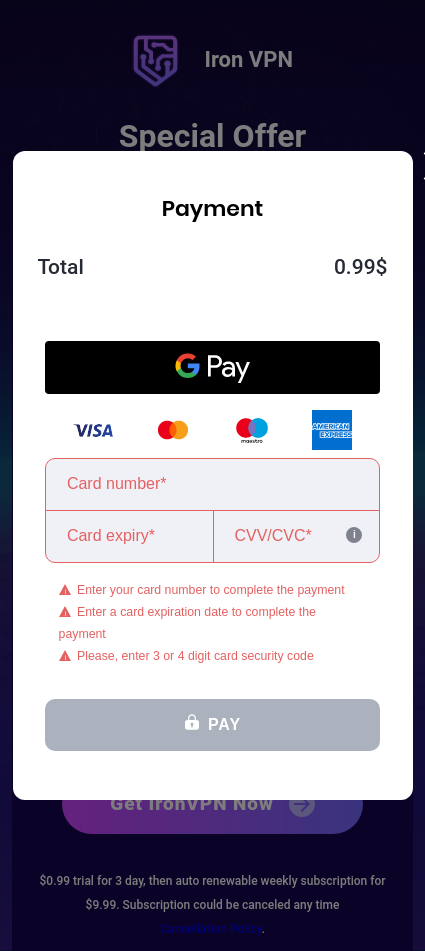 Iron VPN
Special Offer
Payment
Total 0.99$
G Pay
VISA maestro AMERICAN EXPRESS
Card number*
Card expiry* CVV/CVC* i
Enter your card number to complete the payment
Enter a card expiration date to complete the
payment
Please, enter 3 or 4 digit card security code
PAY
Get IronVPN Now
$0.99 trial for 3 day, then auto renewable weekly subscription for
$9.99. Subscription could be canceled any time